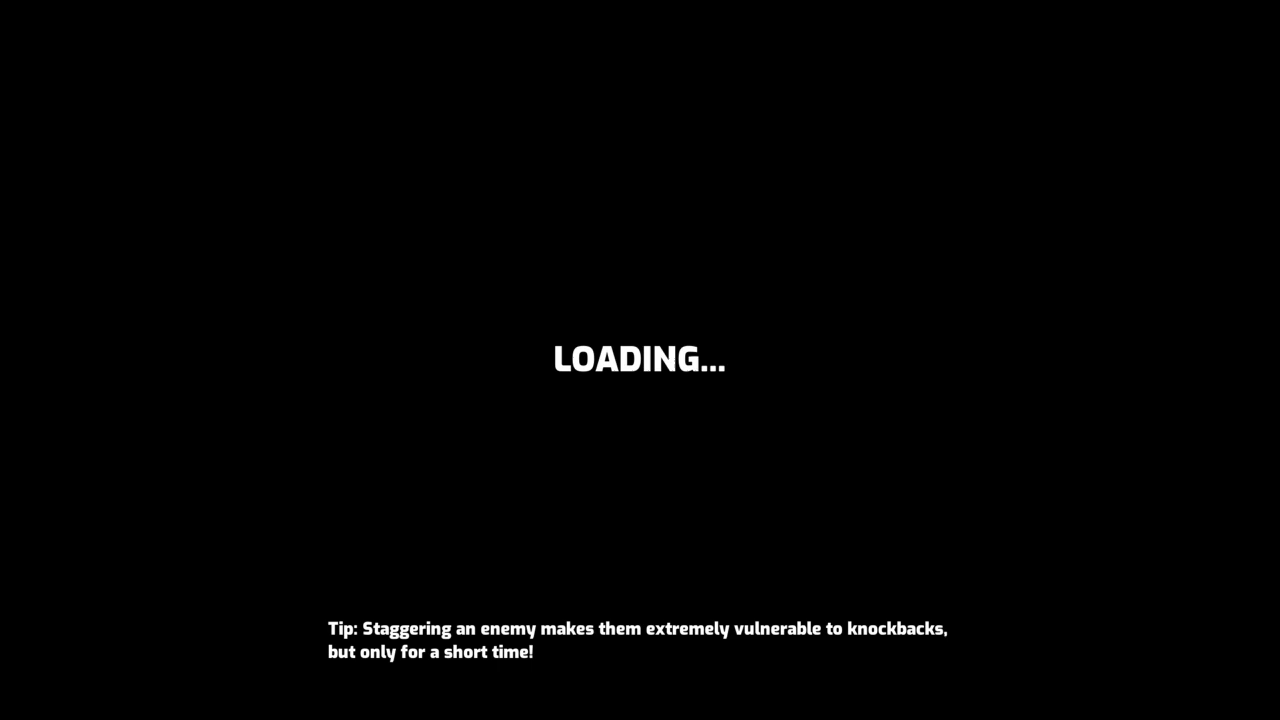 LOADING...
Tip: Staggering an enemy makes them extremely vulnerable to knockbacks,
but only for a short time!